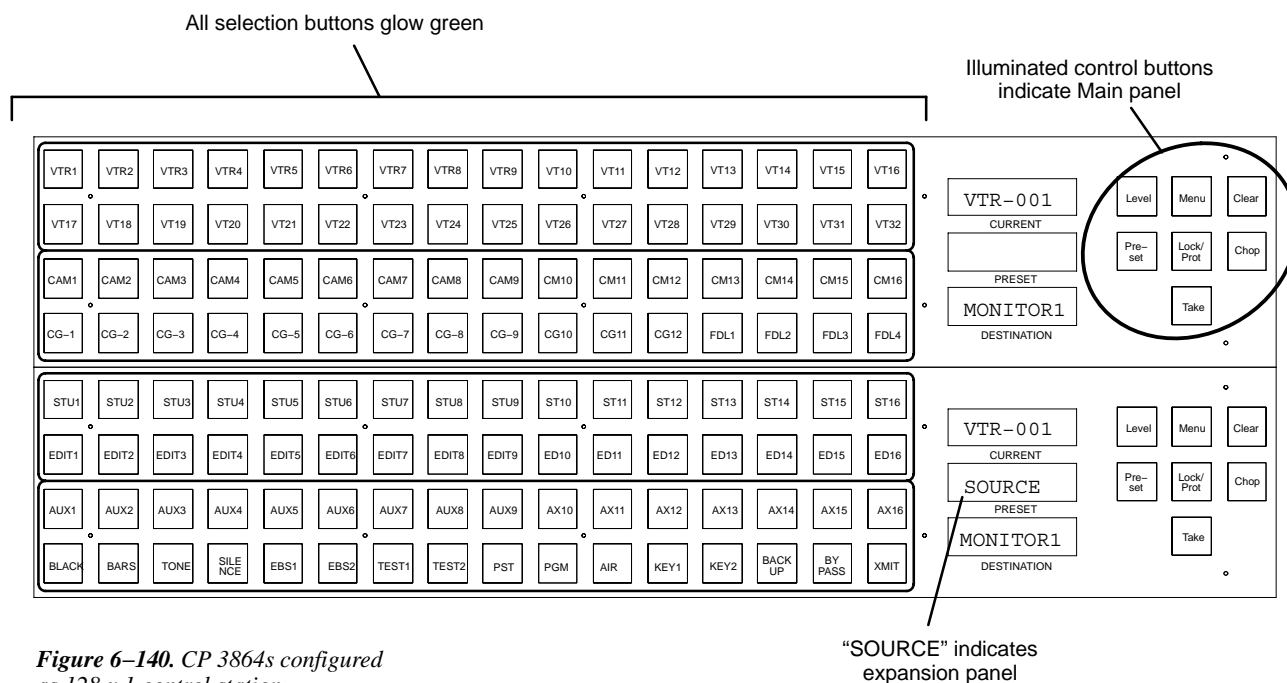 All selection buttons glow green
Illuminated control buttons
indicate Main panel
VTR1 VTR2 VTR3 VTR4 VTR5 VTR6 VTR7 VTR8 VTR9 VT10 VT11 VT12 VT13 VT14 VT15 VT16
VT17 VT18 VT19 VT20 VT21 VT22 VT23 VT24 VT25 VT26 VT27 VT28 VT29 VT30 VT31 VT32
VTR-001
CURRENT
PRESET
MONITOR1
DESTINATION
Level Menu Clear
Pre–
set
Lock/
Prot
Chop
Take
CAM1 CAM2 CAM3 CAM4 CAM5 CAM6 CAM7 CAM8 CAM9 CM10 CM11 CM12 CM13 CM14 CM15 CM16
CG–1 CG–2 CG–3 CG–4 CG–5 CG–6 CG–7 CG–8 CG–9 CG10 CG11 CG12 FDL1 FDL2 FDL3 FDL4
STU1 STU2 STU3 STU4 STU5 STU6 STU7 STU8 STU9 ST10 ST11 ST12 ST13 ST14 ST15 ST16
EDIT1 EDIT2 EDIT3 EDIT4 EDIT5 EDIT6 EDIT7 EDIT8 EDIT9 ED10 ED11 ED12 ED13 ED14 ED15 ED16
VTR-001
CURRENT
SOURCE
PRESET
MONITOR1
DESTINATION
Level Menu Clear
Pre–
set
Lock/
Prot
Chop
Take
AUX1 AUX2 AUX3 AUX4 AUX5 AUX6 AUX7 AUX8 AUX9 AX10 AX11 AX12 AX13 AX14 AX15 AX16
BLACK BARS TONE SILE
NCE EBS1 EBS2 TEST1 TEST2 PST PGM AIR KEY1 KEY2 BACK
UP BY
PASS XMIT
“SOURCE” indicates
expansion panel
Figure 6–140. CP 3864s configured